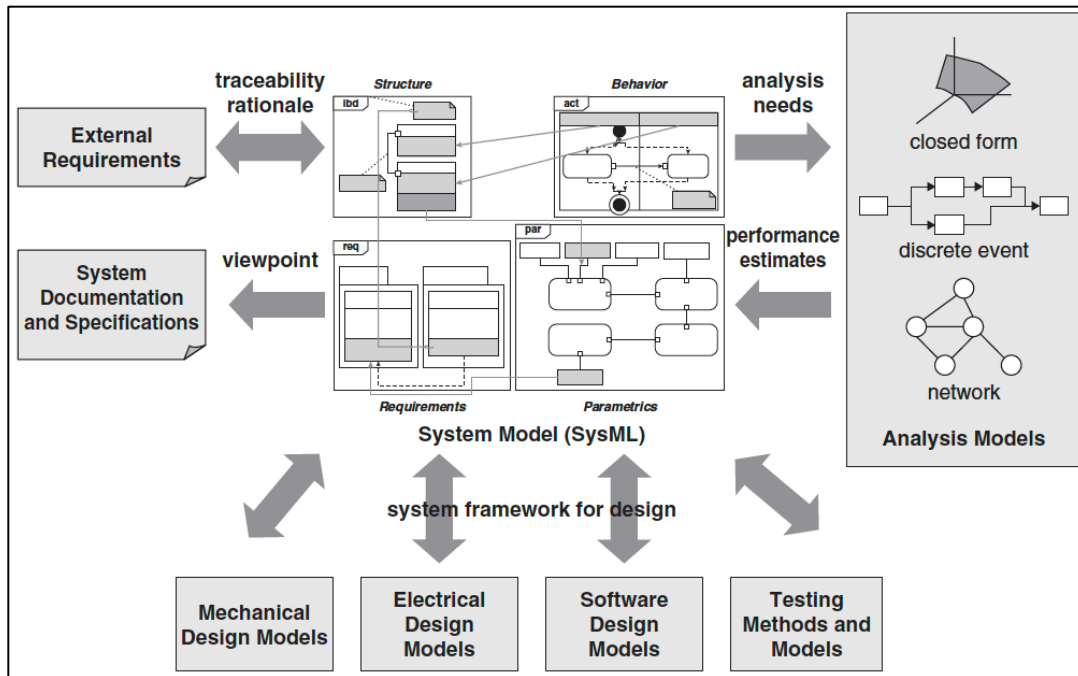 traceability
rationale
External
Requirements
Structure
ibd
Behavior
act
analysis
needs
closed form
discrete event
network
Analysis Models
System
Documentation
and Specifications
viewpoint
req
par
performance
estimates
Requirements
Parametrics
System Model (SysML)
system framework for design
Mechanical
Design Models
Electrical
Design
Models
Software
Design
Models
Testing
Methods and
Models